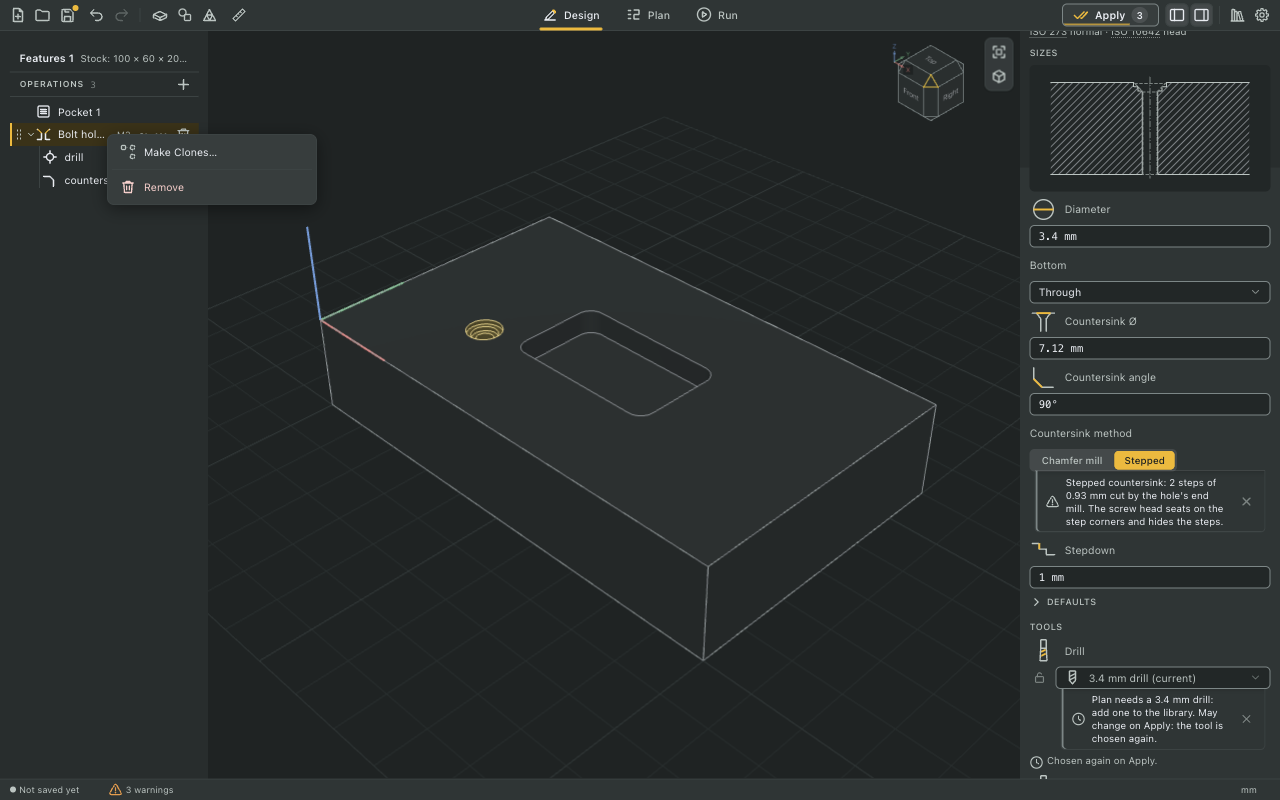 Design
Plan
Run
Apply 3
Features 1 Stock: 100 × 60 × 20...
OPERATIONS 3
Pocket 1
Bolt hol...
drill
counters
Make Clones...
Remove
Z
Top
Front
Right
ISO 273 normal · ISO 10642 head
SIZES
Diameter
3.4 mm
Bottom
Through
Countersink Ø
7.12 mm
Countersink angle
90°
Countersink method
Chamfer mill Stepped
Stepped countersink: 2 steps of
0.93 mm cut by the hole's end
mill. The screw head seats on the
step corners and hides the steps.
Stepdown
1 mm
DEFAULTS
TOOLS
Drill
3.4 mm drill (current)
Plan needs a 3.4 mm drill:
add one to the library. May
change on Apply: the tool is
chosen again.
Chosen again on Apply.
Not saved yet
3 warnings
mm